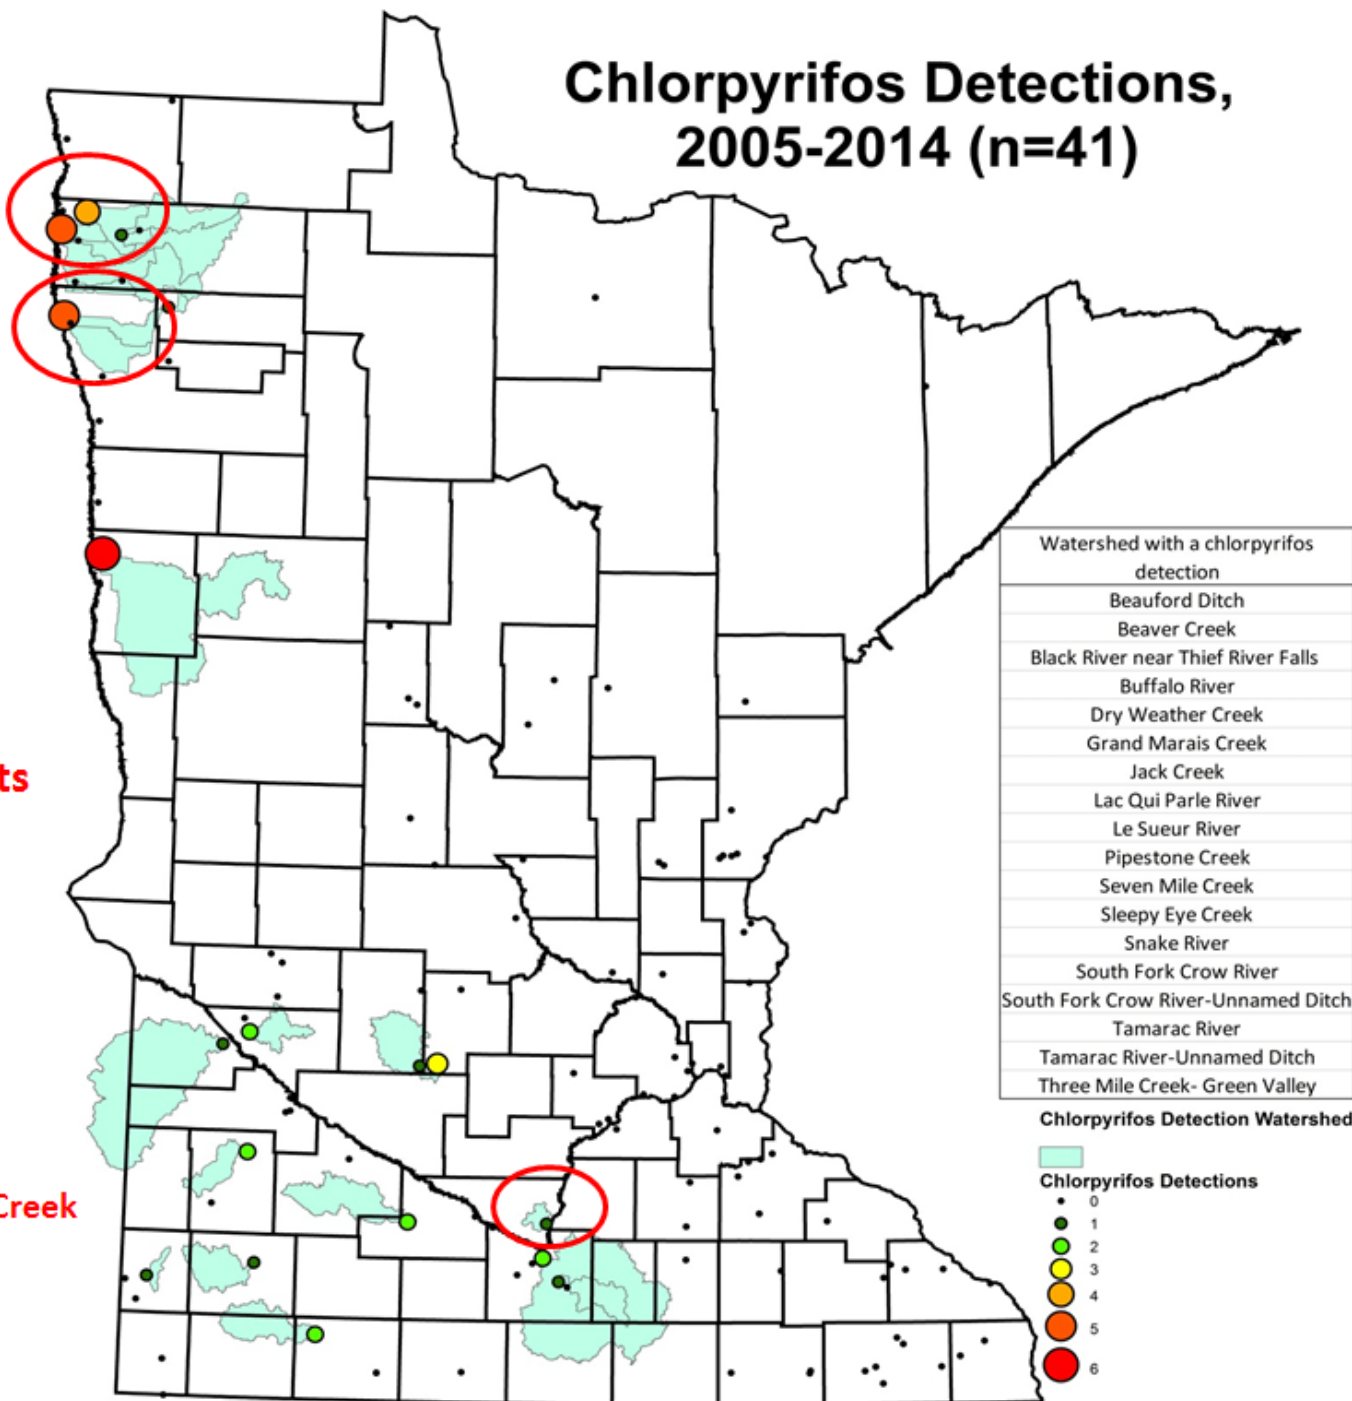 Chlorpyrifos Detections,
2005-2014 (n=41)
ts
Creek
Watershed with a chlorpyrifos
detection
Beauford Ditch
Beaver Creek
Black River near Thief River Falls
Buffalo River
Dry Weather Creek
Grand Marais Creek
Jack Creek
Lac Qui Parle River
Le Sueur River
Pipestone Creek
Seven Mile Creek
Sleepy Eye Creek
Snake River
South Fork Crow River
South Fork Crow River-Unnamed Ditch
Tamarac River
Tamarac River-Unnamed Ditch
Three Mile Creek- Green Valley
Chlorpyrifos Detection Watershed
Chlorpyrifos Detections
0
1
2
3
4
5
6